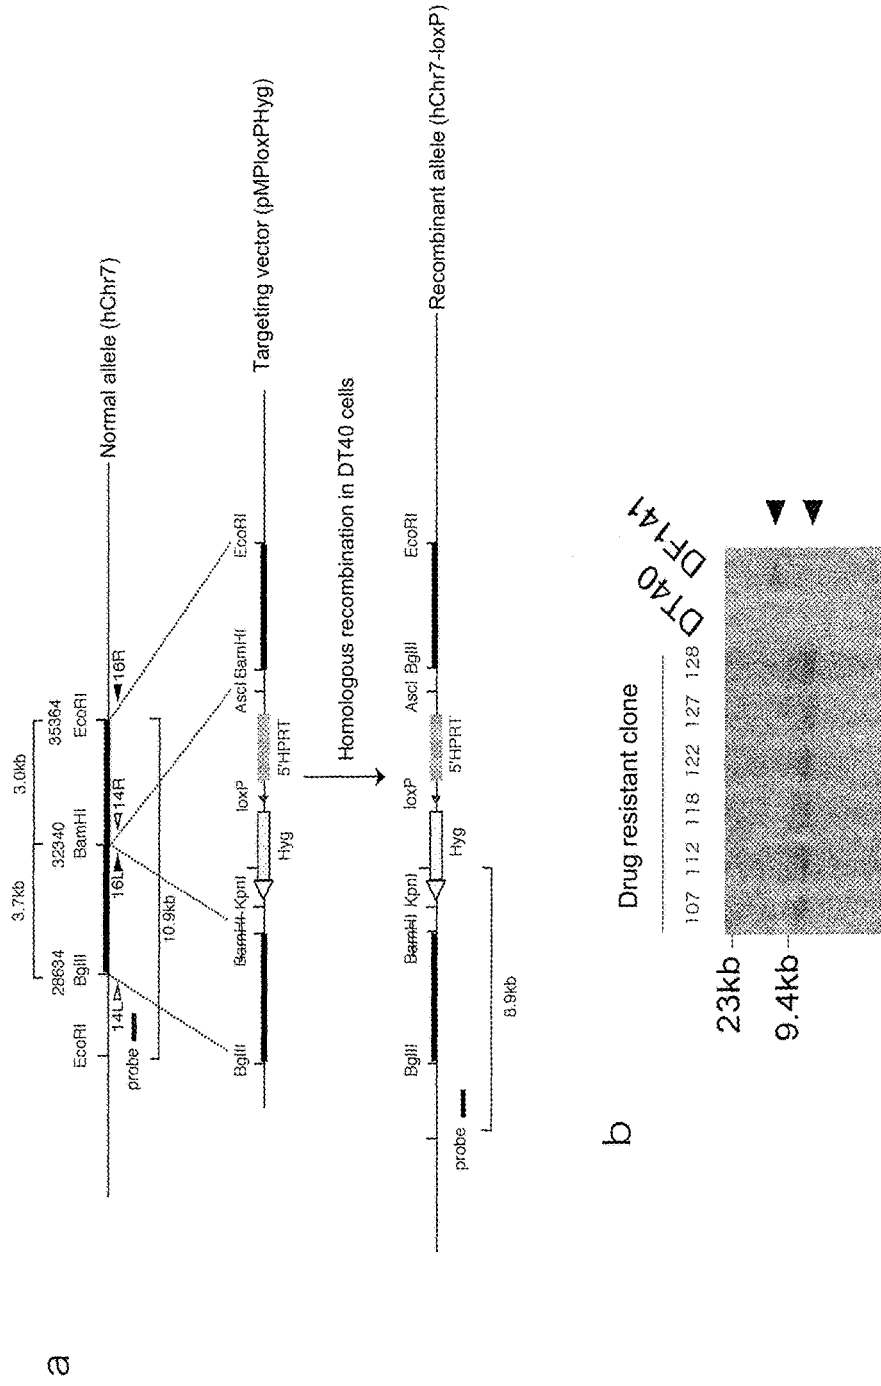 a
3.7kb 3.0kb
28634 32340 35364
EcoRI BglII BamHI EcoRI
Normal allele (hChr7)
14L 16L 14R 16R
probe
10.9kb
BglII BamHI KpnI loxP AscI BamHI EcoRI
Targeting vector (pMPloxPHyg)
Hyg 5'HPRT
Homologous recombination in DT40 cells
BglII BamHI KpnI loxP AscI BglII EcoRI
Recombinant allele (hChr7-loxP)
Hyg 5'HPRT
probe
8.9kb
b
Drug resistant clone
107 112 118 122 127 128 DT40 DF141
23kb
9.4kb